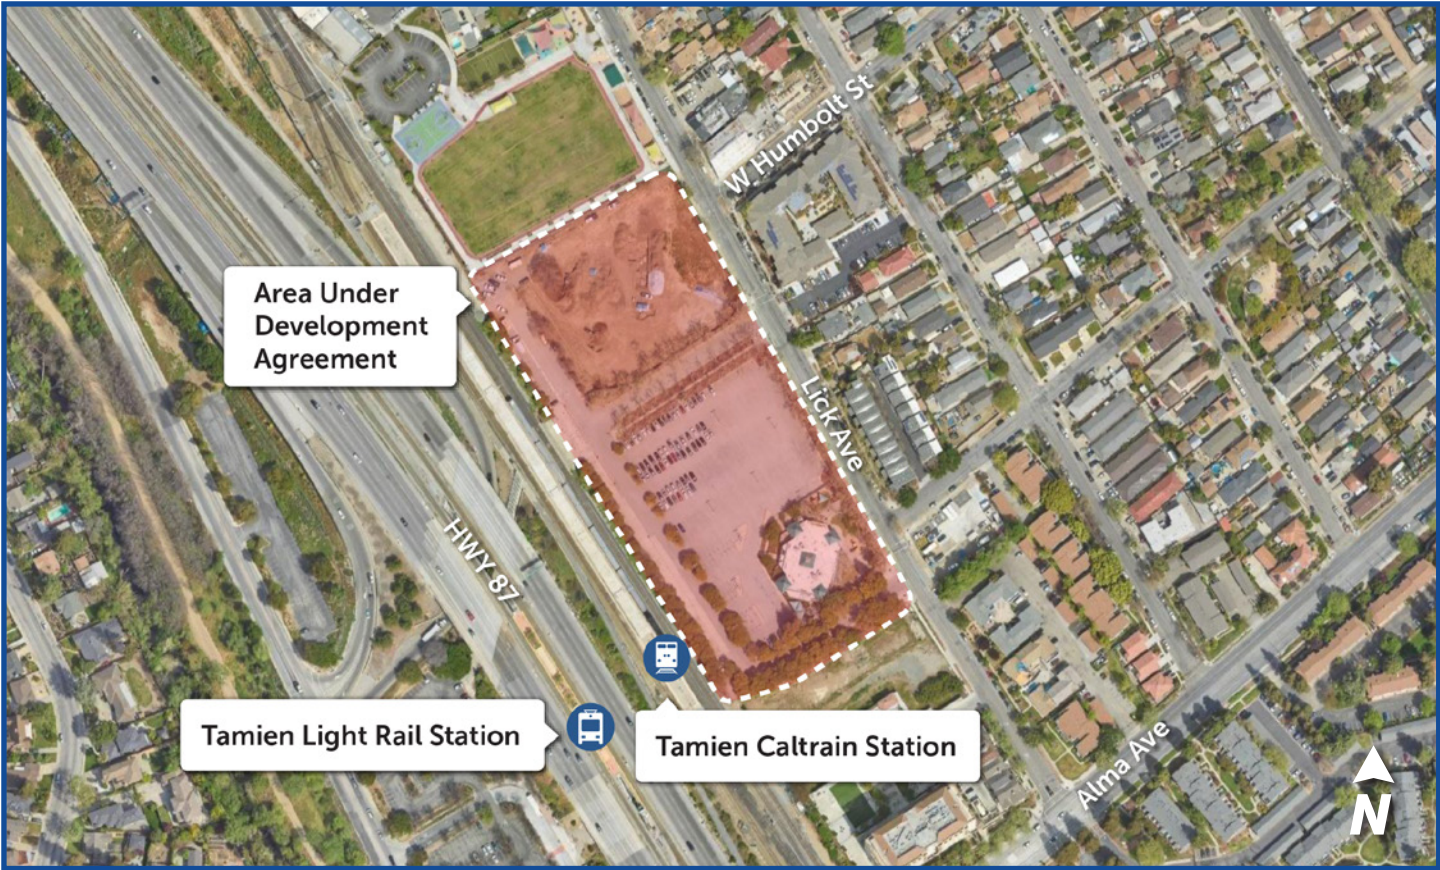 W Humbolt St
Area Under
Development
Agreement
Lick Ave
HWY 87
Tamien Light Rail Station
Tamien Caltrain Station
Alma Ave
N